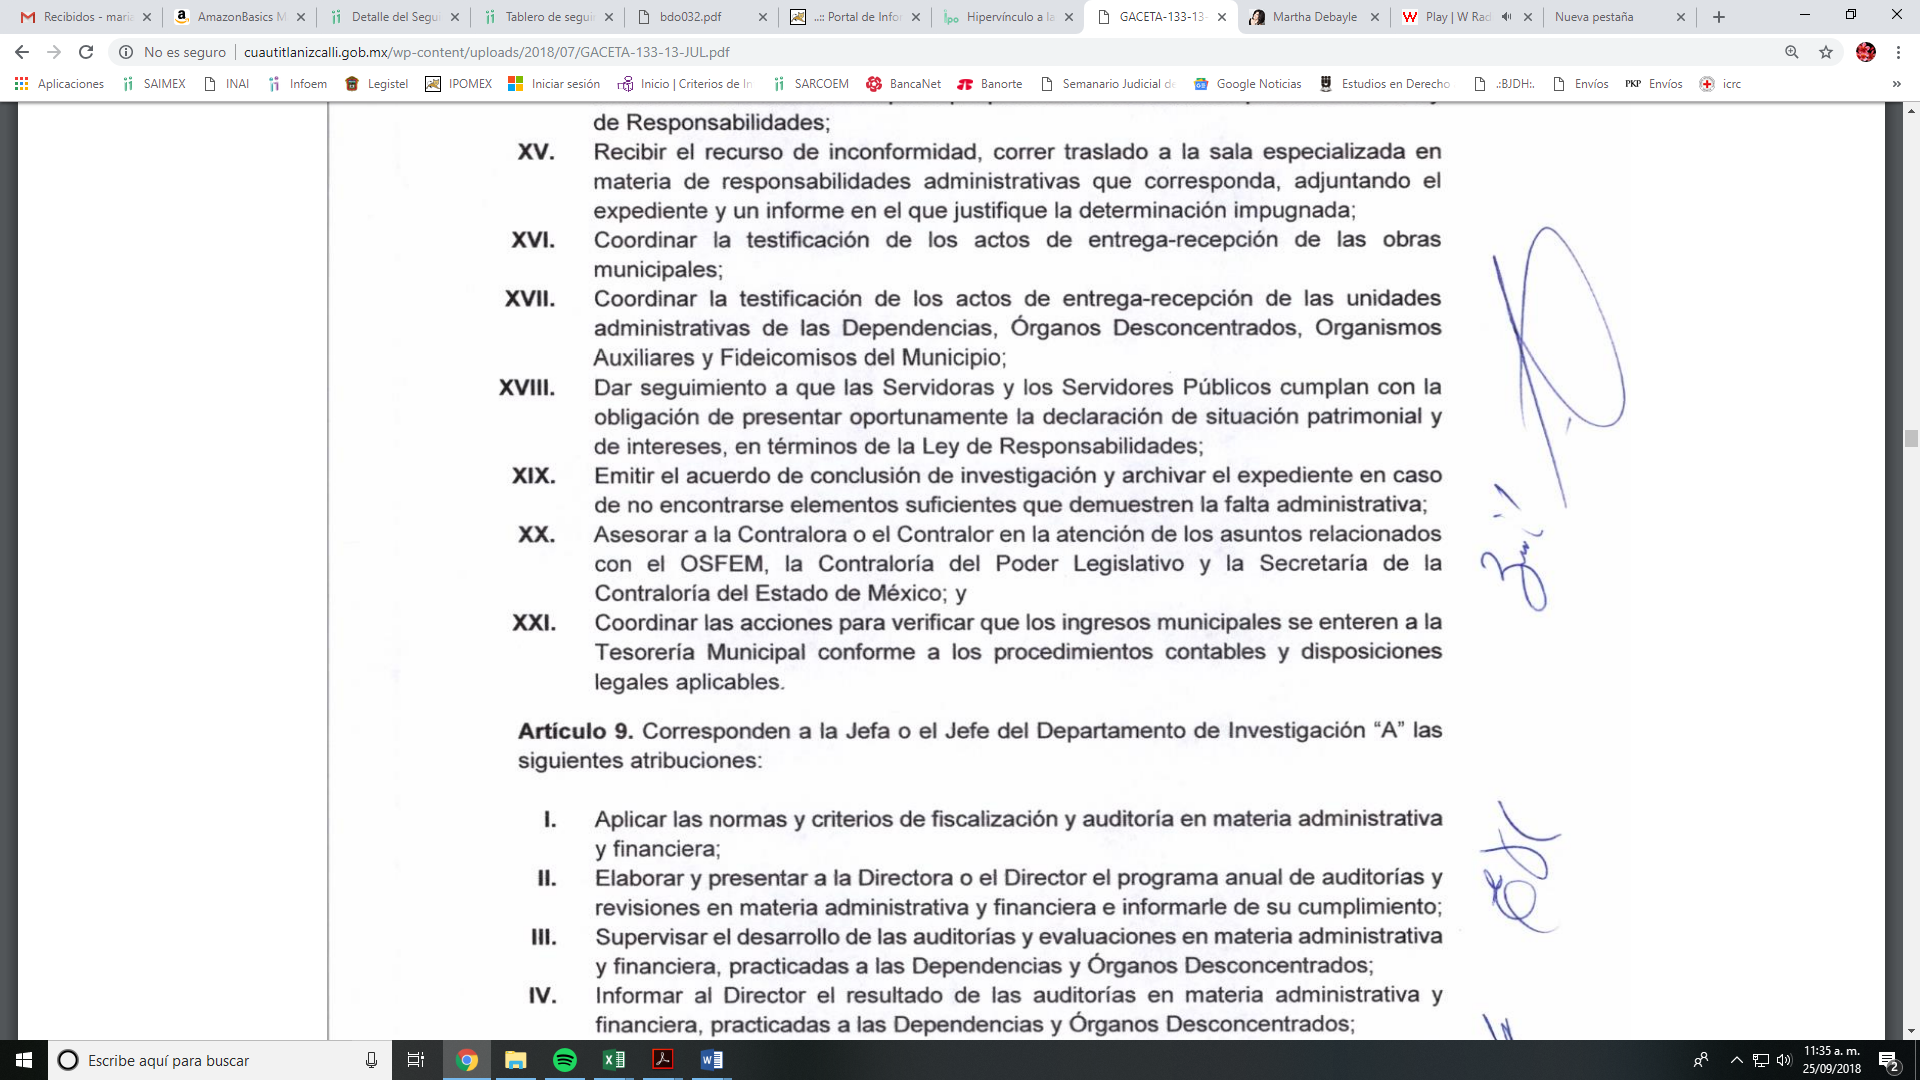 Recibidos - maria
AmazonBasics M
Detalle del Segui
Tablero de segui
bdo032.pdf
..:: Portal de Infor
Hipervínculo a la
GACETA-133-13-
Martha Debayle
Play | W Rad
Nueva pestaña
No es seguro | cuautitlanizcalli.gob.mx/wp-content/uploads/2018/07/GACETA-133-13-JUL.pdf
Aplicaciones SAIMEX INAI Infoem Legistel IPOMEX Iniciar sesión Inicio | Criterios de In SARCOEM BancaNet Banorte Semanario Judicial de Google Noticias Estudios en Derecho .:BJDH:. Envíos PKP Envíos icrc »
de Responsabilidades;
XV. Recibir el recurso de inconformidad, correr traslado a la sala especializada en
materia de responsabilidades administrativas que corresponda, adjuntando el
expediente y un informe en el que justifique la determinación impugnada;
XVI. Coordinar la testificación de los actos de entrega-recepción de las obras
municipales;
XVII. Coordinar la testificación de los actos de entrega-recepción de las unidades
administrativas de las Dependencias, Órganos Desconcentrados, Organismos
Auxiliares y Fideicomisos del Municipio;
XVIII. Dar seguimiento a que las Servidoras y los Servidores Públicos cumplan con la
obligación de presentar oportunamente la declaración de situación patrimonial y
de intereses, en términos de la Ley de Responsabilidades;
XIX. Emitir el acuerdo de conclusión de investigación y archivar el expediente en caso
de no encontrarse elementos suficientes que demuestren la falta administrativa;
XX. Asesorar a la Contralora o el Contralor en la atención de los asuntos relacionados
con el OSFEM, la Contraloría del Poder Legislativo y la Secretaría de la
Contraloría del Estado de México; y
XXI. Coordinar las acciones para verificar que los ingresos municipales se enteren a la
Tesorería Municipal conforme a los procedimientos contables y disposiciones
legales aplicables.
Artículo 9. Corresponden a la Jefa o el Jefe del Departamento de Investigación “A” las
siguientes atribuciones:
I. Aplicar las normas y criterios de fiscalización y auditoría en materia administrativa
y financiera;
II. Elaborar y presentar a la Directora o el Director el programa anual de auditorías y
revisiones en materia administrativa y financiera e informarle de su cumplimiento;
III. Supervisar el desarrollo de las auditorías y evaluaciones en materia administrativa
y financiera, practicadas a las Dependencias y Órganos Desconcentrados;
IV. Informar al Director el resultado de las auditorías en materia administrativa y
financiera, practicadas a las Dependencias y Órganos Desconcentrados;
Escribe aquí para buscar
11:35 a. m.
25/09/2018
2